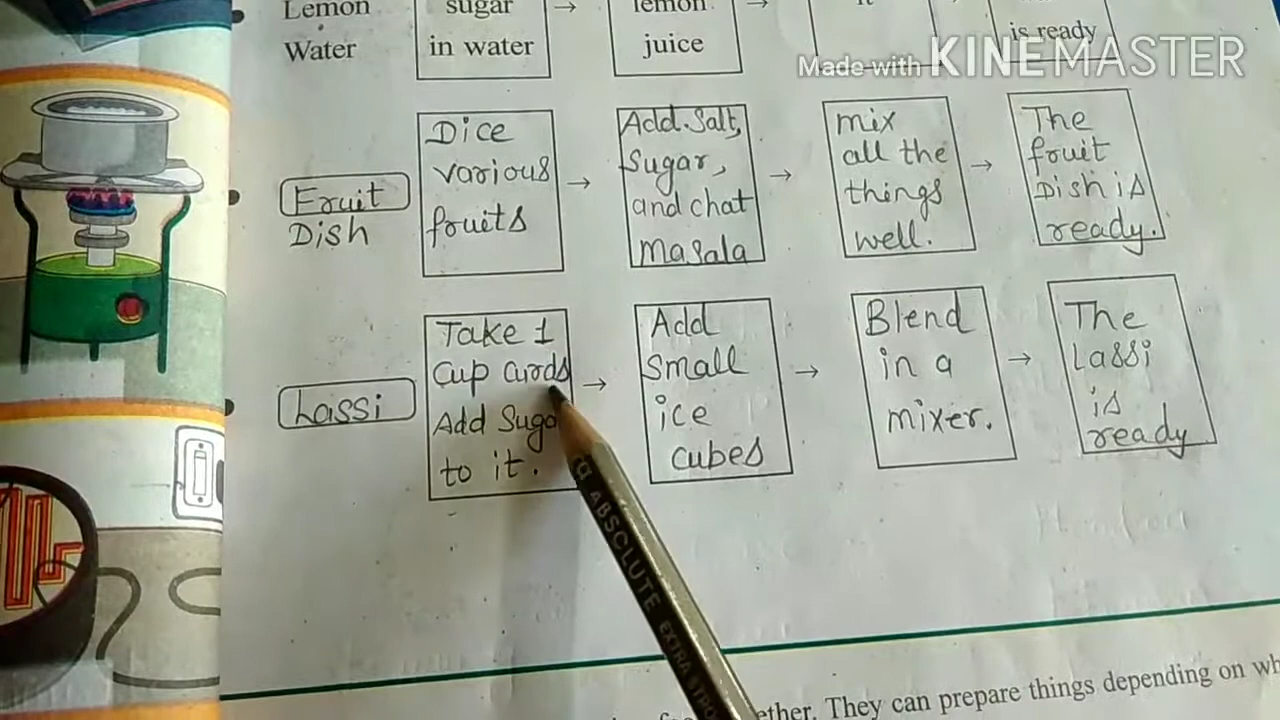 Lemon
Water
sugar
in water
→
lemon
juice
→
it
is ready
Made with KINEMASTER
Fruit
Dish
Dice
various
fruits
→
Add. Salt,
Sugar,
and chat
masala
→
mix
all the
things
well.
→
The
fruit
Dish is
ready.
Lassi
Take 1
Cup curds
Add Suga
to it.
→
Add
Small
ice
cubes
→
Blend
in a
mixer.
→
The
Lassi
is
ready
ABSOLUTE EXTRA
ether. They can prepare things depending on wh